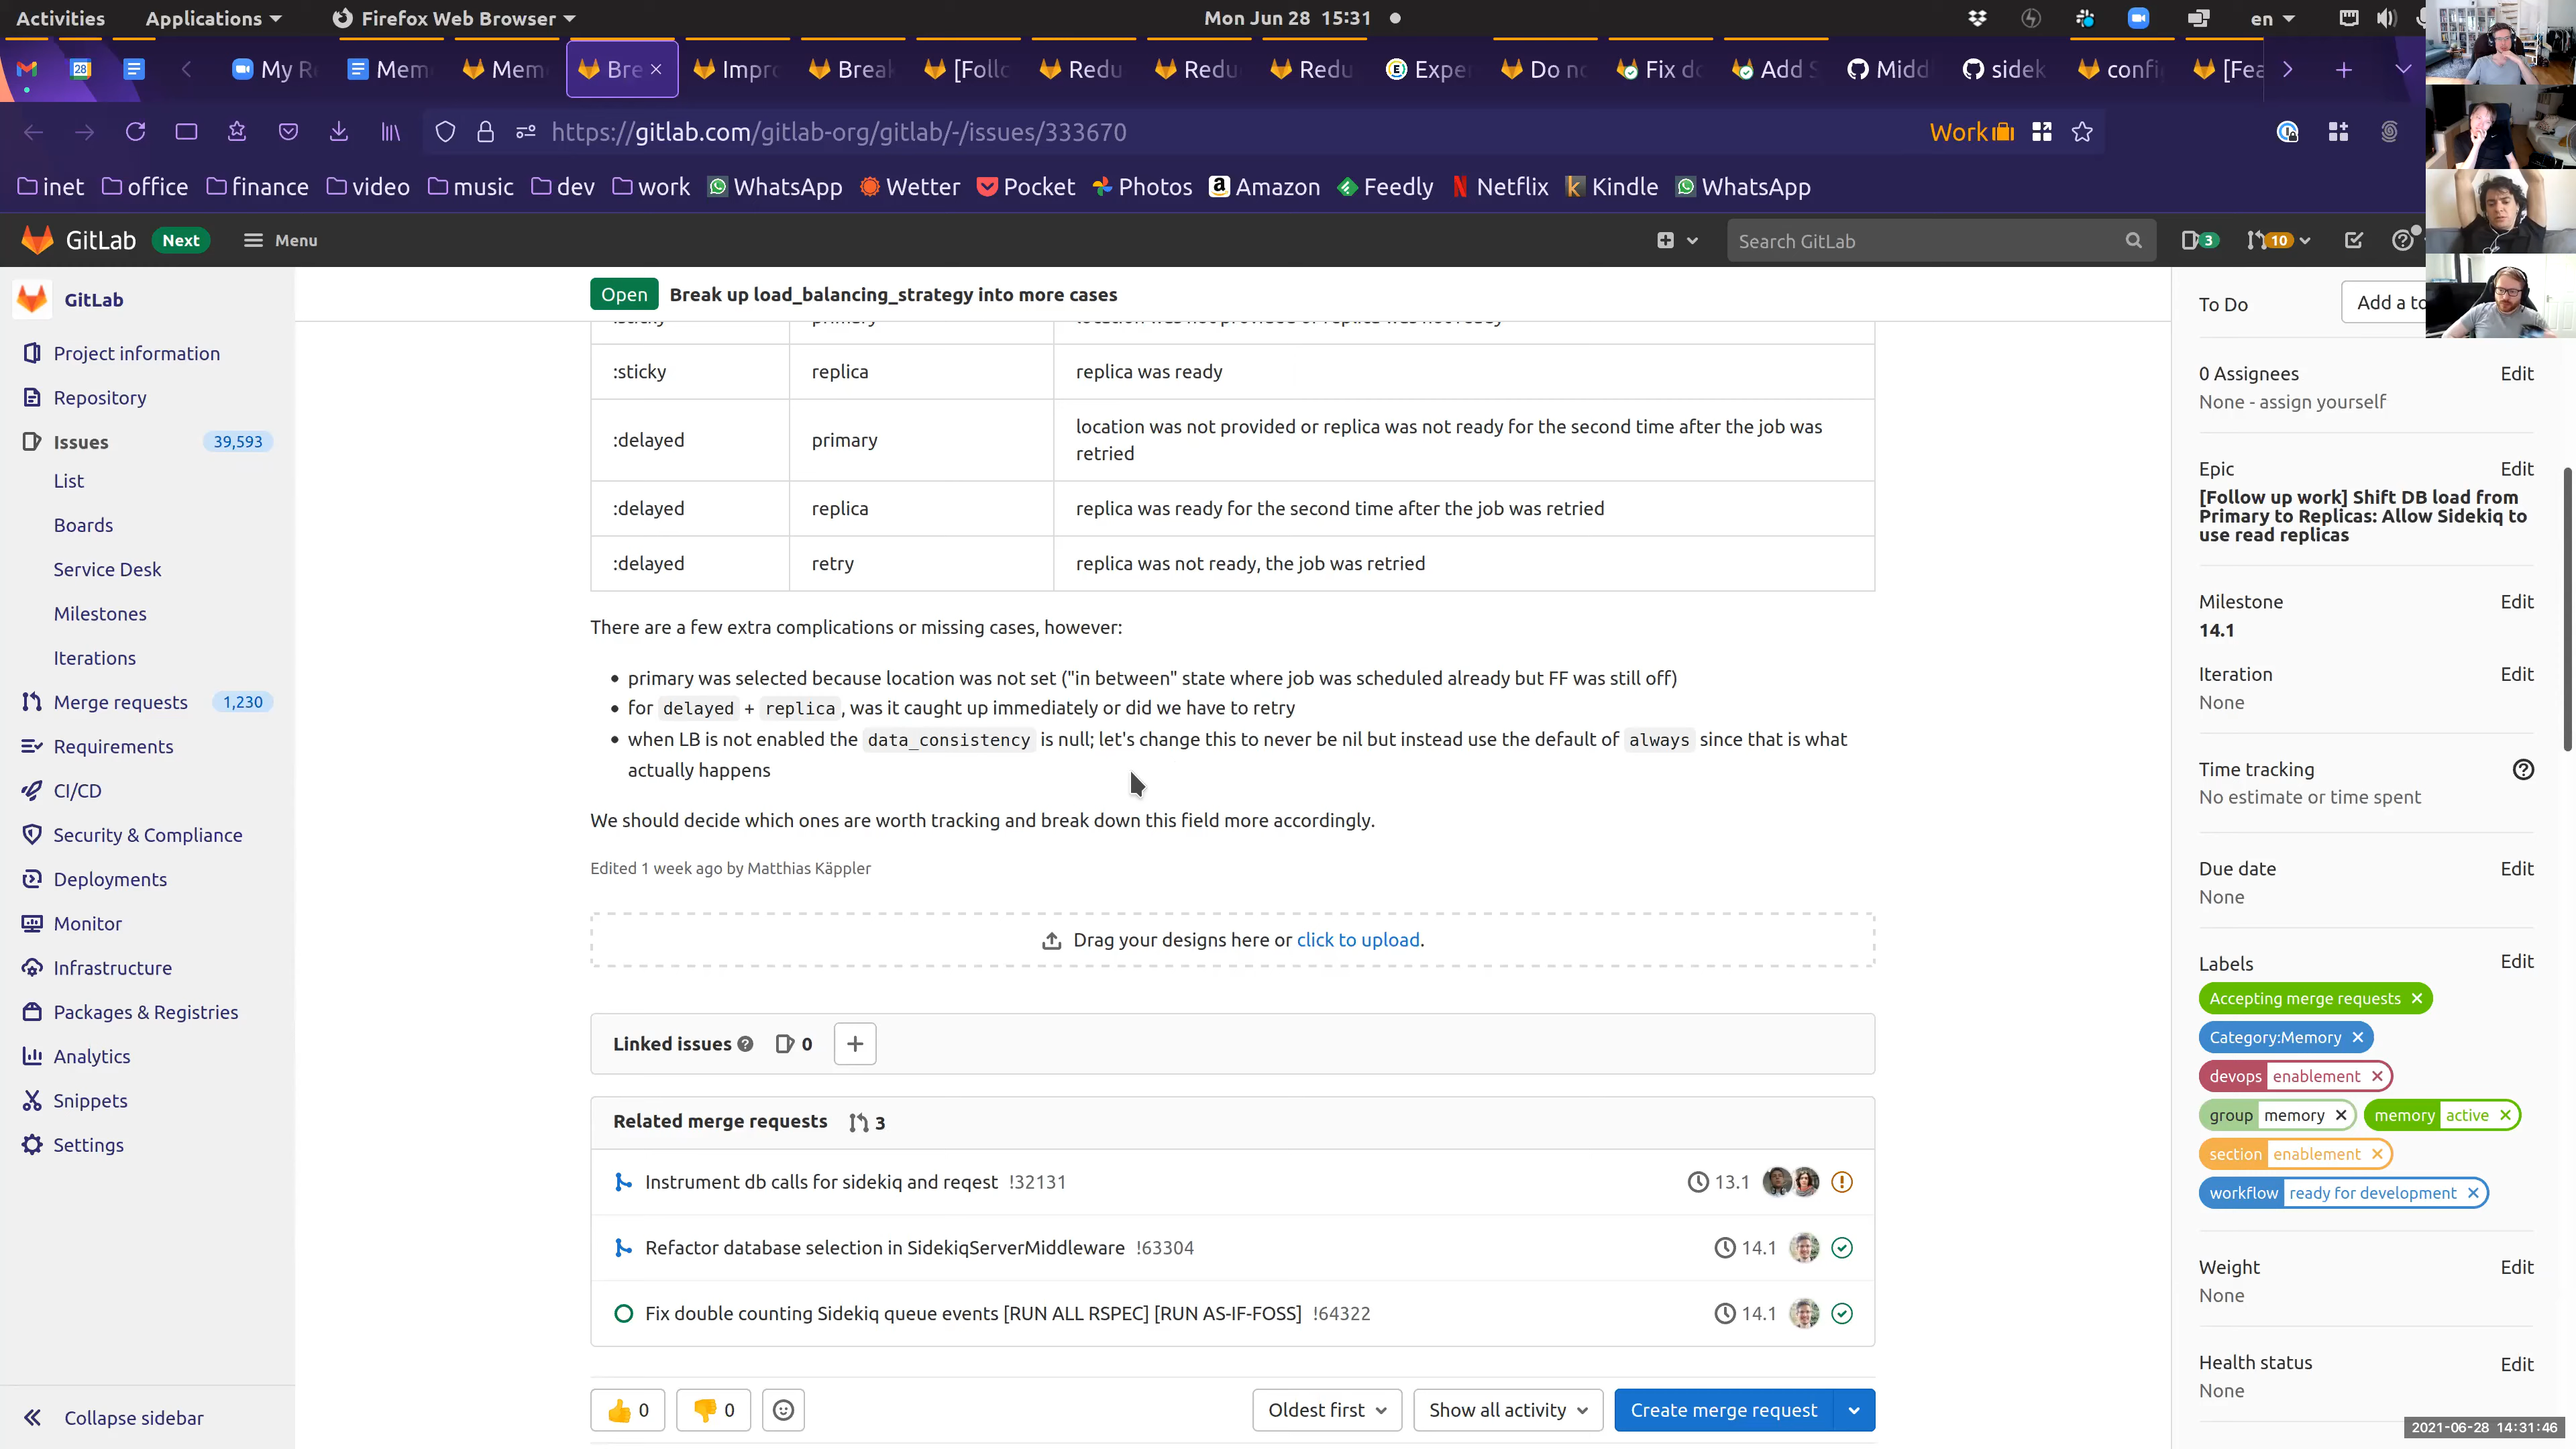 Activities Applications Firefox Web Browser Mon Jun 28 15:31 en
28 My Re Mem Mem Bre Impro Break [Follo Redu Redu Redu Expe Do no Fix do Add S Midd sidek confi [Fea
https://gitlab.com/gitlab-org/gitlab/-/issues/333670 Work
inet office finance video music dev work WhatsApp Wetter Pocket Photos Amazon Feedly Netflix Kindle WhatsApp
GitLab Next Menu Search GitLab 3 10
GitLab
Project information
Repository
Issues 39,593
List
Boards
Service Desk
Milestones
Iterations
Merge requests 1,230
Requirements
CI/CD
Security & Compliance
Deployments
Monitor
Infrastructure
Packages & Registries
Analytics
Snippets
Settings
Collapse sidebar
Open Break up load_balancing_strategy into more cases
:sticky primary location was not provided or replica was not ready
:sticky replica replica was ready
:delayed primary location was not provided or replica was not ready for the second time after the job was
retried
:delayed replica replica was ready for the second time after the job was retried
:delayed retry replica was not ready, the job was retried
There are a few extra complications or missing cases, however:
primary was selected because location was not set ("in between" state where job was scheduled already but FF was still off)
for delayed + replica, was it caught up immediately or did we have to retry
when LB is not enabled the data_consistency is null; let's change this to never be nil but instead use the default of always since that is what
actually happens
We should decide which ones are worth tracking and break down this field more accordingly.
Edited 1 week ago by Matthias Käppler
Drag your designs here or click to upload.
Linked issues 0
Related merge requests 3
Instrument db calls for sidekiq and reqest !32131 13.1
Refactor database selection in SidekiqServerMiddleware !63304 14.1
Fix double counting Sidekiq queue events [RUN ALL RSPEC] [RUN AS-IF-FOSS] !64322 14.1
0 0 Oldest first Show all activity Create merge request
To Do Add a to
0 Assignees Edit
None - assign yourself
Epic Edit
[Follow up work] Shift DB load from
Primary to Replicas: Allow Sidekiq to
use read replicas
Milestone Edit
14.1
Iteration Edit
None
Time tracking
No estimate or time spent
Due date Edit
None
Labels Edit
Accepting merge requests
Category:Memory
devops enablement
group memory memory active
section enablement
workflow ready for development
Weight Edit
None
Health status Edit
None
2021-06-28 14:31:46